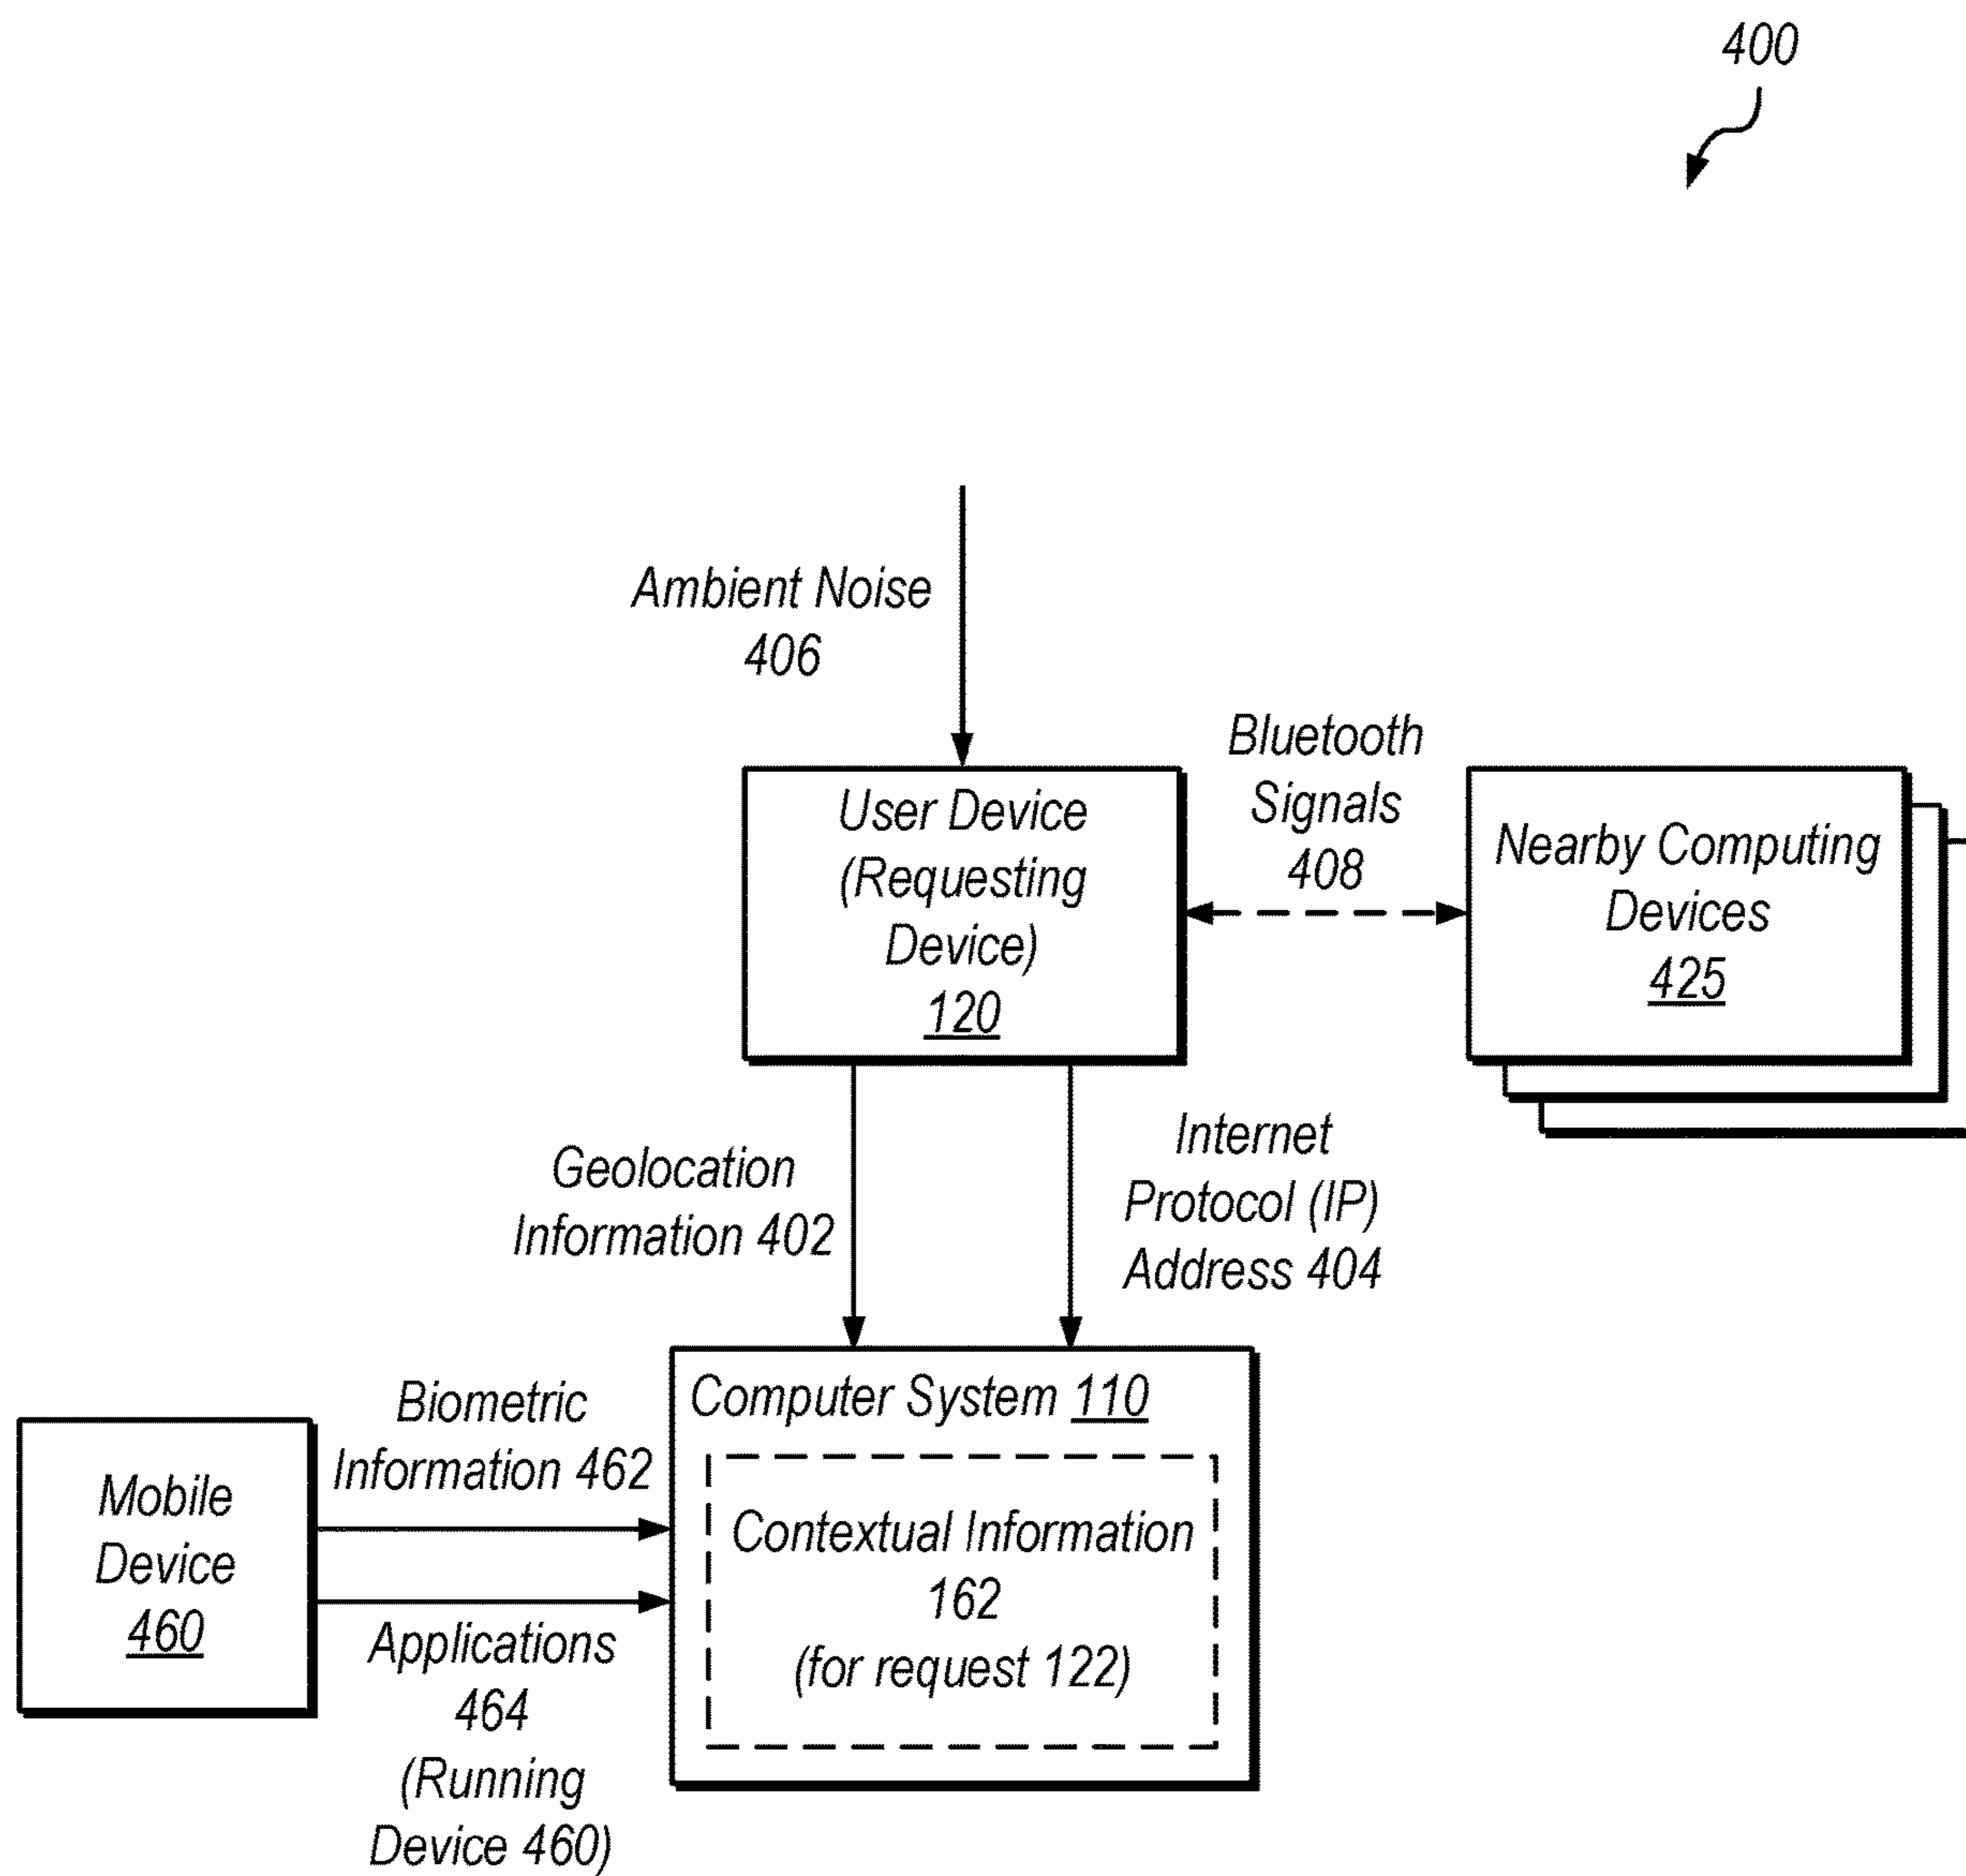 400
Ambient Noise
406
Bluetooth
Signals
408
User Device
(Requesting
Device)
120
Nearby Computing
Devices
425
Geolocation
Information 402
Internet
Protocol (IP)
Address 404
Biometric
Information 462
Mobile
Device
460
Applications
464
(Running
Device 460)
Computer System 110
Contextual Information
162
(for request 122)